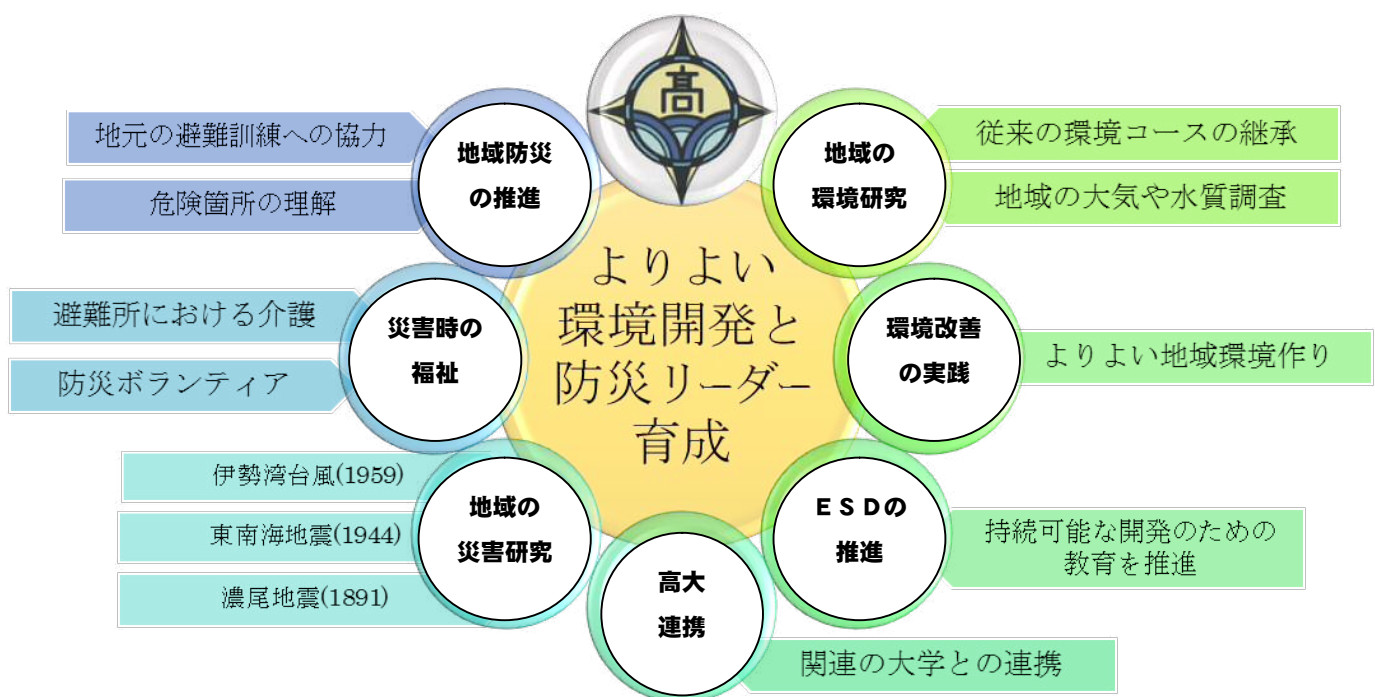 高
地元の避難訓練への協力
危険箇所の理解
地域防災
の推進
避難所における介護
防災ボランティア
災害時の
福祉
伊勢湾台風(1959)
東南海地震(1944)
濃尾地震(1891)
地域の
災害研究
よりよい
環境開発と
防災リーダー
育成
地域の
環境研究
従来の環境コースの継承
地域の大気や水質調査
環境改善
の実践
よりよい地域環境作り
ＥＳＤの
推進
持続可能な開発のための
教育を推進
高大
連携
関連の大学との連携